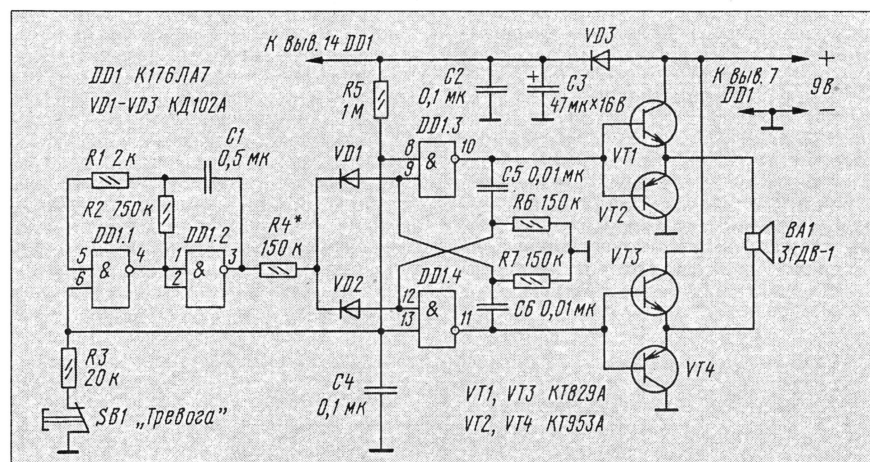 К выв. 14 DD1
VD3
+
К выв. 7
DD1
9В
−
DD1 К176ЛА7
VD1-VD3 КД102А
R5
1М
C2
0,1 мк
+
C3
47мк×16В
DD1.3
8
9
&
10
VT1
C1
0,5 мк
R1 2к
R2 750к
VD1
C5 0,01мк
R6 150к
VT2
DD1.1
5
6
&
4
DD1.2
1
2
&
3
R4*
150к
R7 150к
VT3
BA1
3ГДВ-1
VD2
DD1.4
12
13
&
11
C6 0,01мк
R3
20к
C4
0,1 мк
VT4
SB1 „Тревога"
VT1, VT3 КТ829А
VT2, VT4 КТ953А